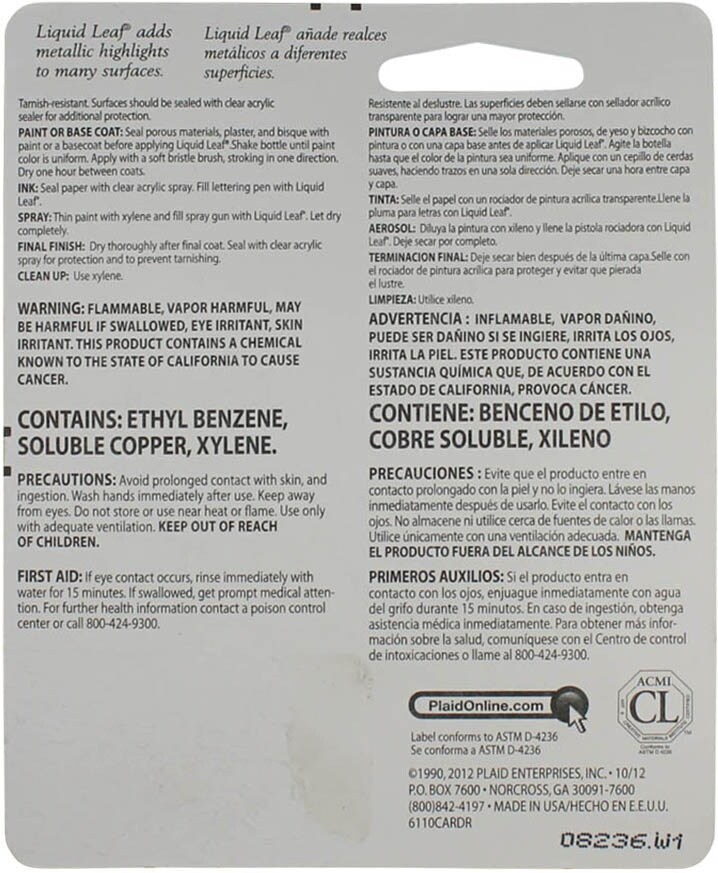 Liquid Leaf® adds
metallic highlights
to many surfaces.
Tarnish-resistant. Surfaces should be sealed with clear acrylic
sealer for additional protection.
PAINT OR BASE COAT: Seal porous materials, plaster, and bisque with
paint or a basecoat before applying Liquid Leaf®.Shake bottle until paint
color is uniform. Apply with a soft bristle brush, stroking in one direction.
Dry one hour between coats.
INK: Seal paper with clear acrylic spray. Fill lettering pen with Liquid
Leaf®.
SPRAY: Thin paint with xylene and fill spray gun with Liquid Leaf®. Let dry
completely.
FINAL FINISH: Dry thoroughly after final coat. Seal with clear acrylic
spray for protection and to prevent tarnishing.
CLEAN UP: Use xylene.
WARNING: FLAMMABLE, VAPOR HARMFUL, MAY
BE HARMFUL IF SWALLOWED, EYE IRRITANT, SKIN
IRRITANT. THIS PRODUCT CONTAINS A CHEMICAL
KNOWN TO THE STATE OF CALIFORNIA TO CAUSE
CANCER.
CONTAINS: ETHYL BENZENE,
SOLUBLE COPPER, XYLENE.
PRECAUTIONS: Avoid prolonged contact with skin, and
ingestion. Wash hands immediately after use. Keep away
from eyes. Do not store or use near heat or flame. Use only
with adequate ventilation. KEEP OUT OF REACH
OF CHILDREN.
FIRST AID: If eye contact occurs, rinse immediately with
water for 15 minutes. If swallowed, get prompt medical atten-
tion. For further health information contact a poison control
center or call 800-424-9300.
Liquid Leaf® añade realces
metálicos a diferentes
superficies.
Resistente al deslustre. Las superficies deben sellarse con sellador acrílico
transparente para lograr una mayor protección.
PINTURA O CAPA BASE: Selle los materiales porosos, de yeso y bizcocho con
pintura o con una capa base antes de aplicar Liquid Leaf®. Agite la botella
hasta que el color de la pintura sea uniforme. Aplique con un cepillo de cerdas
suaves, haciendo trazos en una sola dirección. Deje secar una hora entre capa
y capa.
TINTA: Selle el papel con un rociador de pintura acrílica transparente.Llene la
pluma para letras con Liquid Leaf®.
AEROSOL: Diluya la pintura con xileno y llene la pistola rociadora con Liquid
Leaf®. Deje secar por completo.
TERMINACION FINAL: Deje secar bien después de la última capa.Selle con
el rociador de pintura acrílica para proteger y evitar que pierada
el lustre.
LIMPIEZA: Utilice xileno.
ADVERTENCIA : INFLAMABLE, VAPOR DAÑINO,
PUEDE SER DAÑINO SI SE INGIERE, IRRITA LOS OJOS,
IRRITA LA PIEL. ESTE PRODUCTO CONTIENE UNA
SUSTANCIA QUÍMICA QUE, DE ACUERDO CON EL
ESTADO DE CALIFORNIA, PROVOCA CÁNCER.
CONTIENE: BENCENO DE ETILO,
COBRE SOLUBLE, XILENO
PRECAUCIONES : Evite que el producto entre en
contacto prolongado con la piel y no lo ingiera. Lávese las manos
inmediatamente después de usarlo. Evite el contacto con los
ojos. No almacene ni utilice cerca de fuentes de calor o las llamas.
Utilice únicamente con una ventilación adecuada. MANTENGA
EL PRODUCTO FUERA DEL ALCANCE DE LOS NIÑOS.
PRIMEROS AUXILIOS: Si el producto entra en
contacto con los ojos, enjuague inmediatamente con agua
del grifo durante 15 minutos. En caso de ingestión, obtenga
asistencia médica inmediatamente. Para obtener más infor-
mación sobre la salud, comuniquese con el Centro de control
de intoxicaciones o llame al 800-424-9300.
PlaidOnline.com
Label conforms to ASTM D-4236
Se conforma a ASTM D-4236
ACMI
CL
TM
Conforms to
ASTM D-4236
©1990, 2012 PLAID ENTERPRISES, INC. • 10/12
P.O. BOX 7600 • NORCROSS, GA 30091-7600
(800)842-4197 • MADE IN USA/HECHO EN E.E.U.U.
6110CARDR
08236.W1